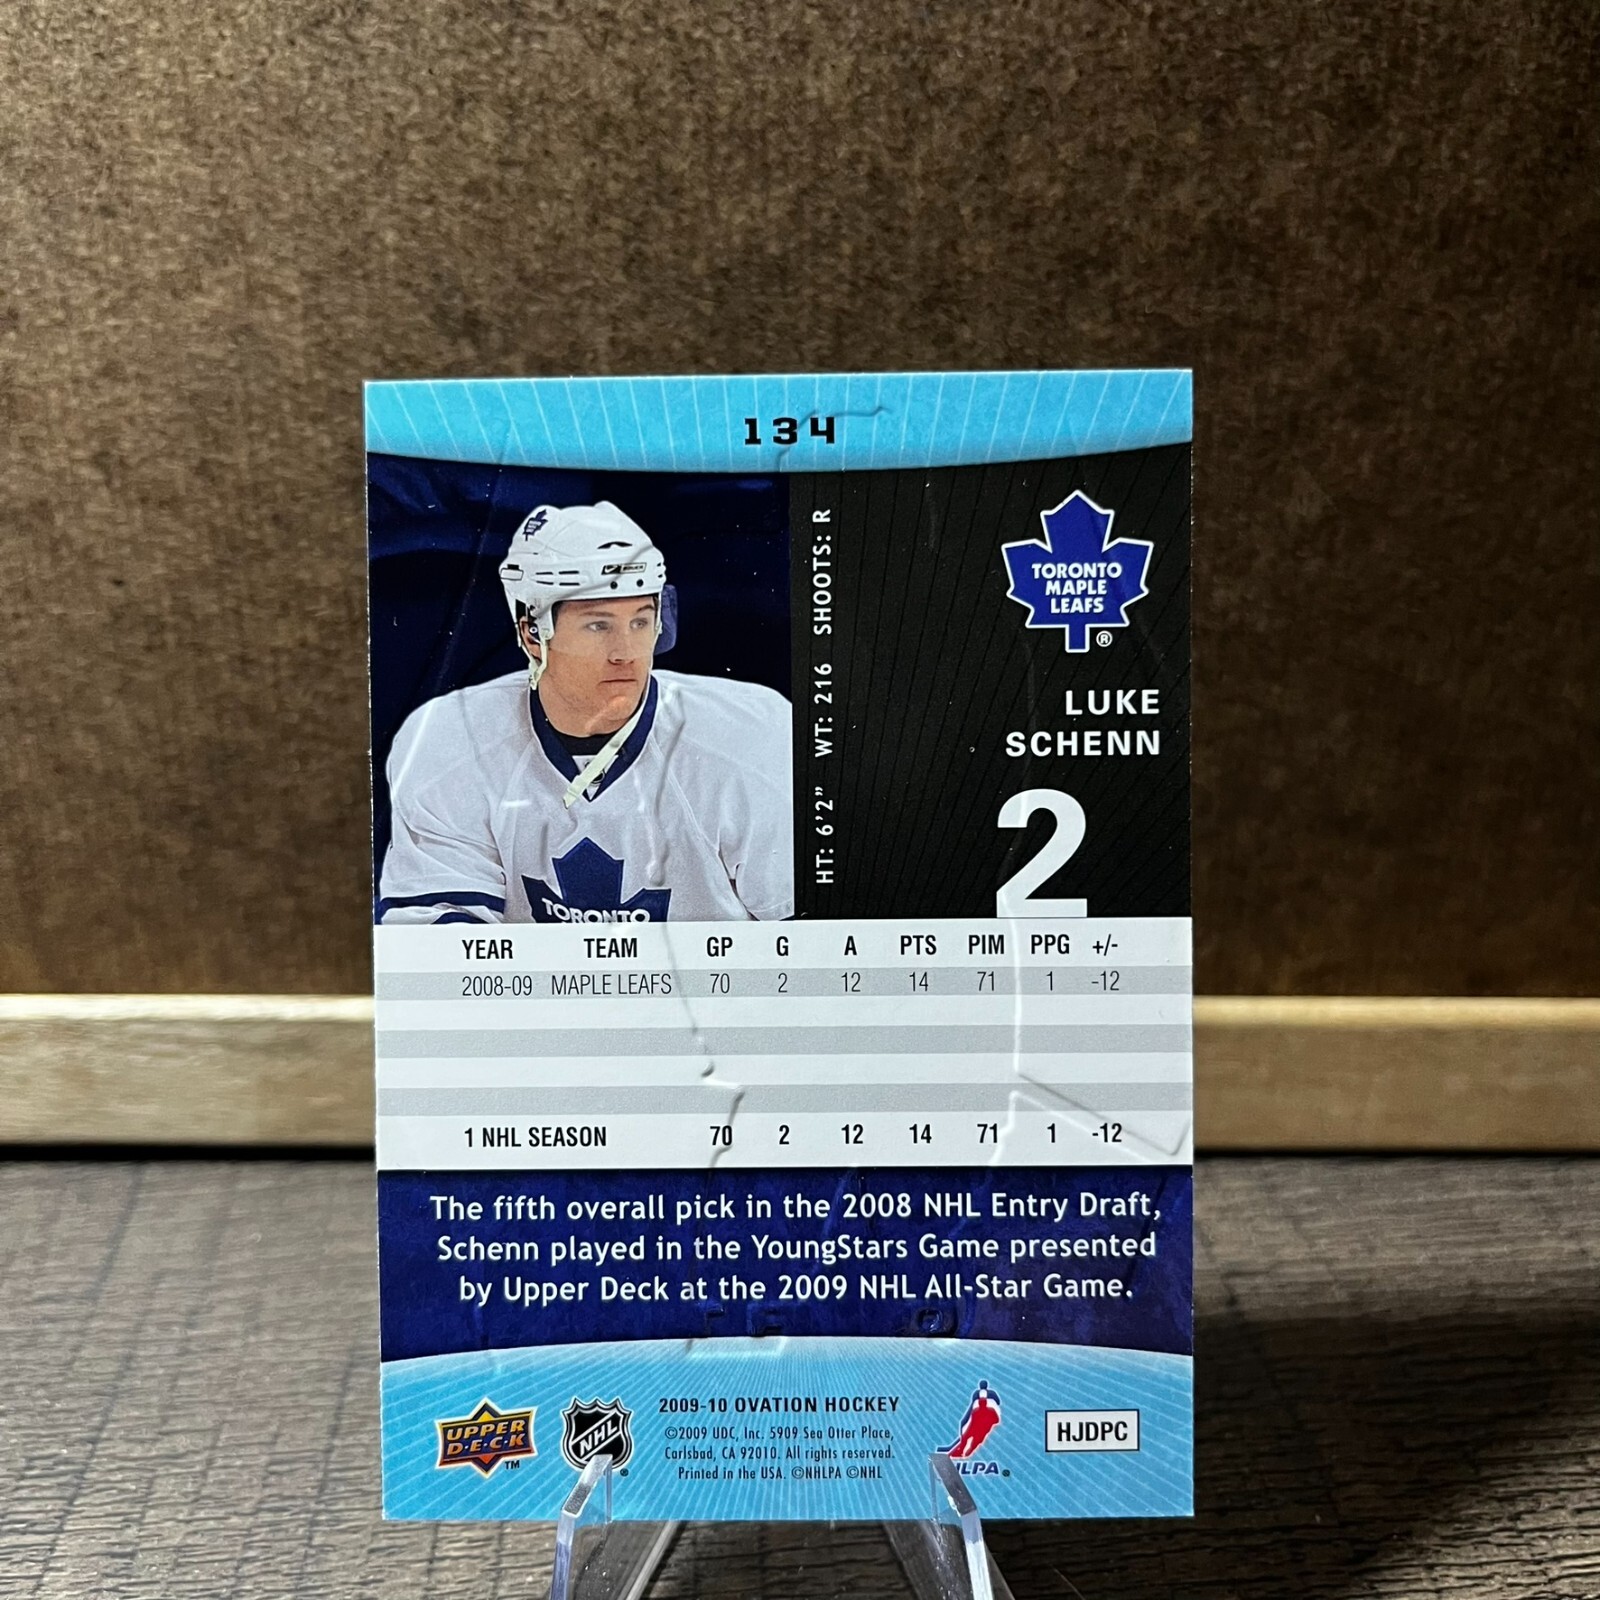 134
HT: 6'2" WT: 216 SHOOTS: R
TORONTO
MAPLE
LEAFS
®
LUKE
SCHENN
2
TORONTO
YEAR TEAM GP G A PTS PIM PPG +/-
2008-09 MAPLE LEAFS 70 2 12 14 71 1 -12
1 NHL SEASON 70 2 12 14 71 1 -12
The fifth overall pick in the 2008 NHL Entry Draft,
Schenn played in the YoungStars Game presented
by Upper Deck at the 2009 NHL All-Star Game.
UPPER
D·E·C·K
TM
NHL
®
2009-10 OVATION HOCKEY
©2009 UDC, Inc. 5909 Sea Otter Place,
Carlsbad, CA 92010. All rights reserved.
Printed in the USA. ©NHLPA ©NHL
HJDPC